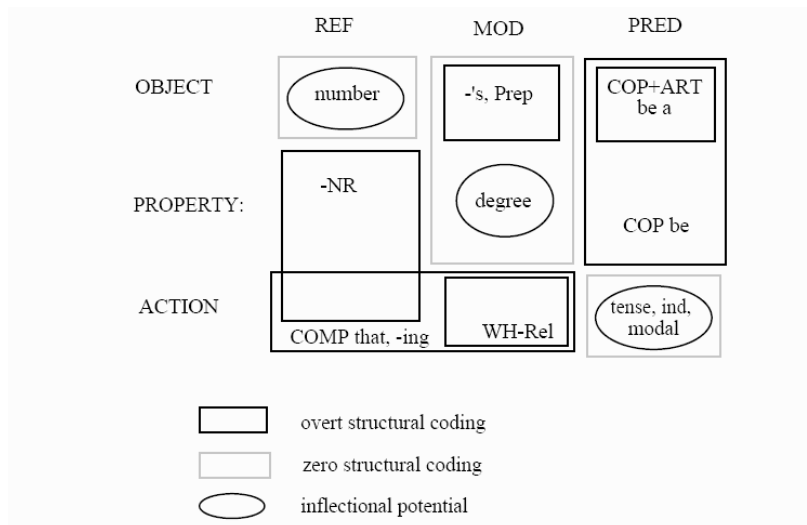 REF MOD PRED
OBJECT number -'s, Prep COP+ART
be a
PROPERTY: -NR degree COP be
ACTION tense, ind,
modal
COMP that, -ing WH-Rel
overt structural coding
zero structural coding
inflectional potential